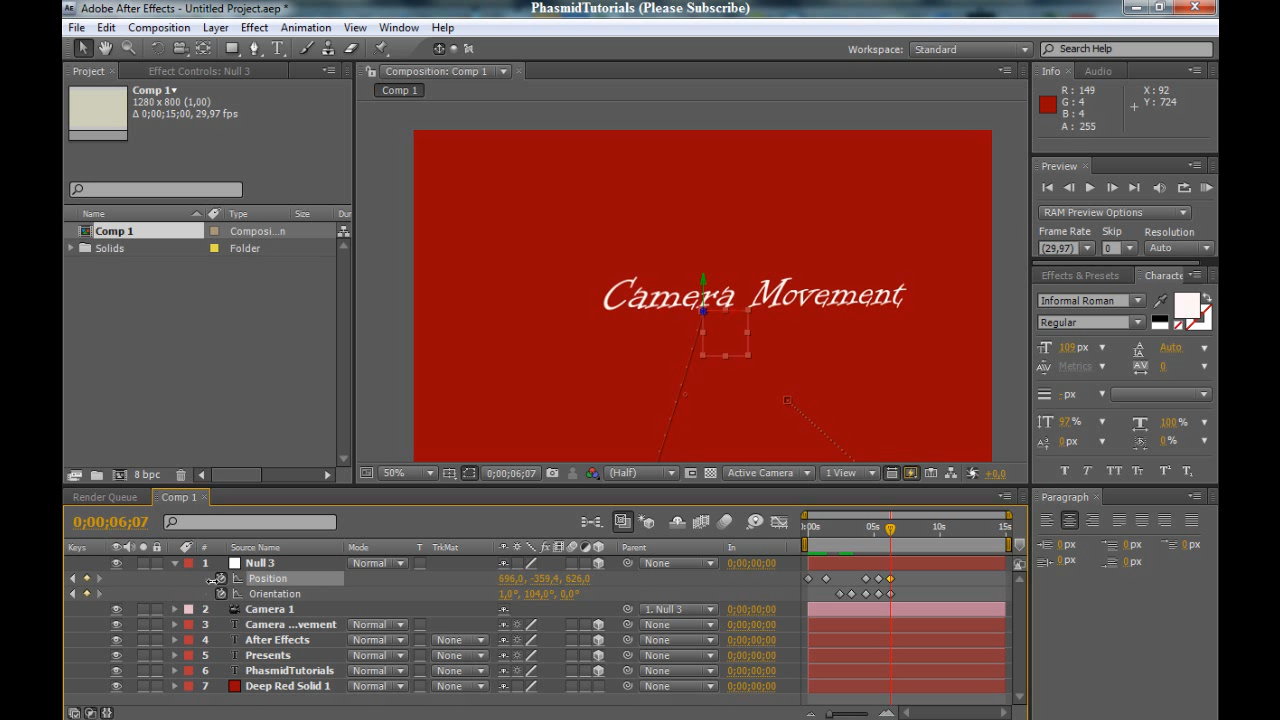 PhasmidTutorials (Please Subscribe)
Adobe After Effects - Untitled Project.aep *
File Edit Composition Layer Effect Animation View Window Help
Workspace: Standard Search Help
Project Effect Controls: Null 3
Composition: Comp 1
Info Audio
Comp 1
Comp 1▾
1280 x 800 (1,00)
Δ 0;00;15;00, 29,97 fps
R : 149
G : 4
B : 4
A : 255
X : 92
Y : 724
Preview
RAM Preview Options
Frame Rate Skip Resolution
(29,97) 0 Auto
Name Type Size Dur
Comp 1 Composi...n
Solids Folder
Effects & Presets Characte
Informal Roman
Regular
109 px Auto
Metrics 0
- px
97 % 100 %
0 px 0 %
T T TT Tт T¹ T₁
Camera Movement
8 bpc
50% 0;00;06;07 (Half) Active Camera 1 View +0,0
Render Queue Comp 1
Paragraph
0 px 0 px 0 px
0 px 0 px
0;00;06;07
:00s 05s 10s 15s
Keys # Source Name Mode T TrkMat fx Parent In
1 Null 3 Normal None 0;00;00;00
Position 696,0, -359,4, 626,0
Orientation 1,0°, 104,0°, 0,0°
2 Camera 1 1. Null 3 0;00;00;00
3 T Camera ...vement Normal None 0;00;00;00
4 T After Effects Normal None None 0;00;00;00
5 T Presents Normal None None 0;00;00;00
6 T PhasmidTutorials Normal None None 0;00;00;00
7 Deep Red Solid 1 Normal None None 0;00;00;00